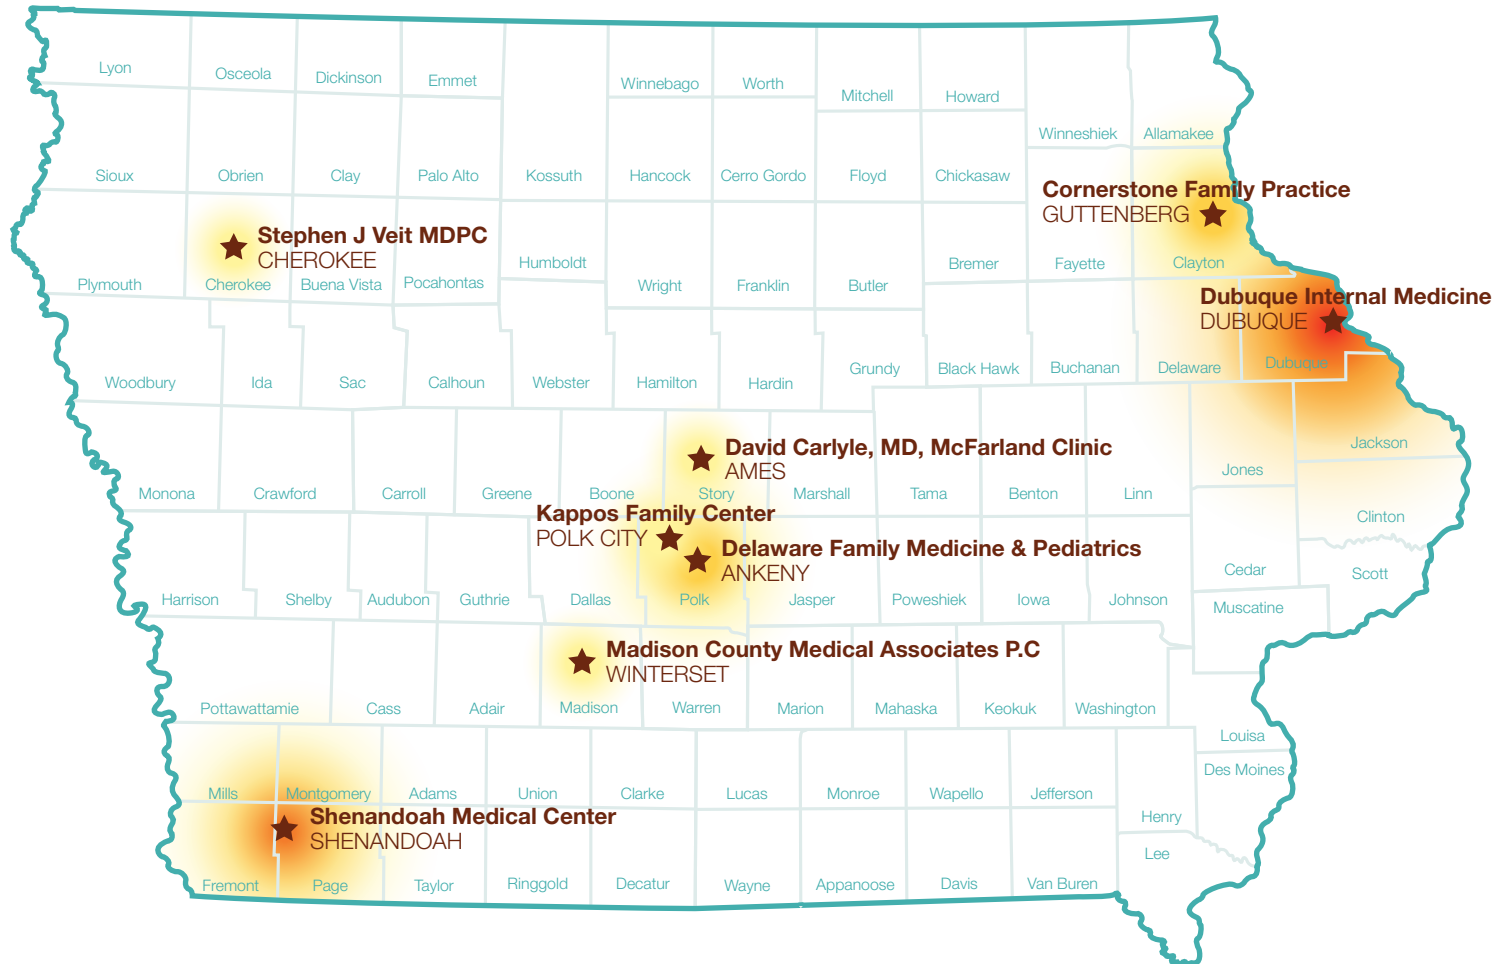 Lyon
Osceola
Dickinson
Emmet
Winnebago
Worth
Mitchell
Howard
Winneshiek
Allamakee
Sioux
Obrien
Clay
Palo Alto
Kossuth
Hancock
Cerro Gordo
Floyd
Chickasaw
Cornerstone Family Practice
GUTTENBERG
Stephen J Veit MDPC
CHEROKEE
Plymouth
Cherokee
Buena Vista
Pocahontas
Humboldt
Wright
Franklin
Butler
Bremer
Fayette
Clayton
Dubuque Internal Medicine
DUBUQUE
Woodbury
Ida
Sac
Calhoun
Webster
Hamilton
Hardin
Grundy
Black Hawk
Buchanan
Delaware
Dubuque
David Carlyle, MD, McFarland Clinic
AMES
Jackson
Jones
Monona
Crawford
Carroll
Greene
Boone
Story
Marshall
Tama
Benton
Linn
Clinton
Kappos Family Center
POLK CITY
Delaware Family Medicine & Pediatrics
ANKENY
Cedar
Scott
Harrison
Shelby
Audubon
Guthrie
Dallas
Polk
Jasper
Poweshiek
Iowa
Johnson
Muscatine
Madison County Medical Associates P.C
WINTERSET
Pottawattamie
Cass
Adair
Madison
Warren
Marion
Mahaska
Keokuk
Washington
Louisa
Des Moines
Mills
Montgomery
Adams
Union
Clarke
Lucas
Monroe
Wapello
Jefferson
Henry
Shenandoah Medical Center
SHENANDOAH
Lee
Fremont
Page
Taylor
Ringgold
Decatur
Wayne
Appanoose
Davis
Van Buren